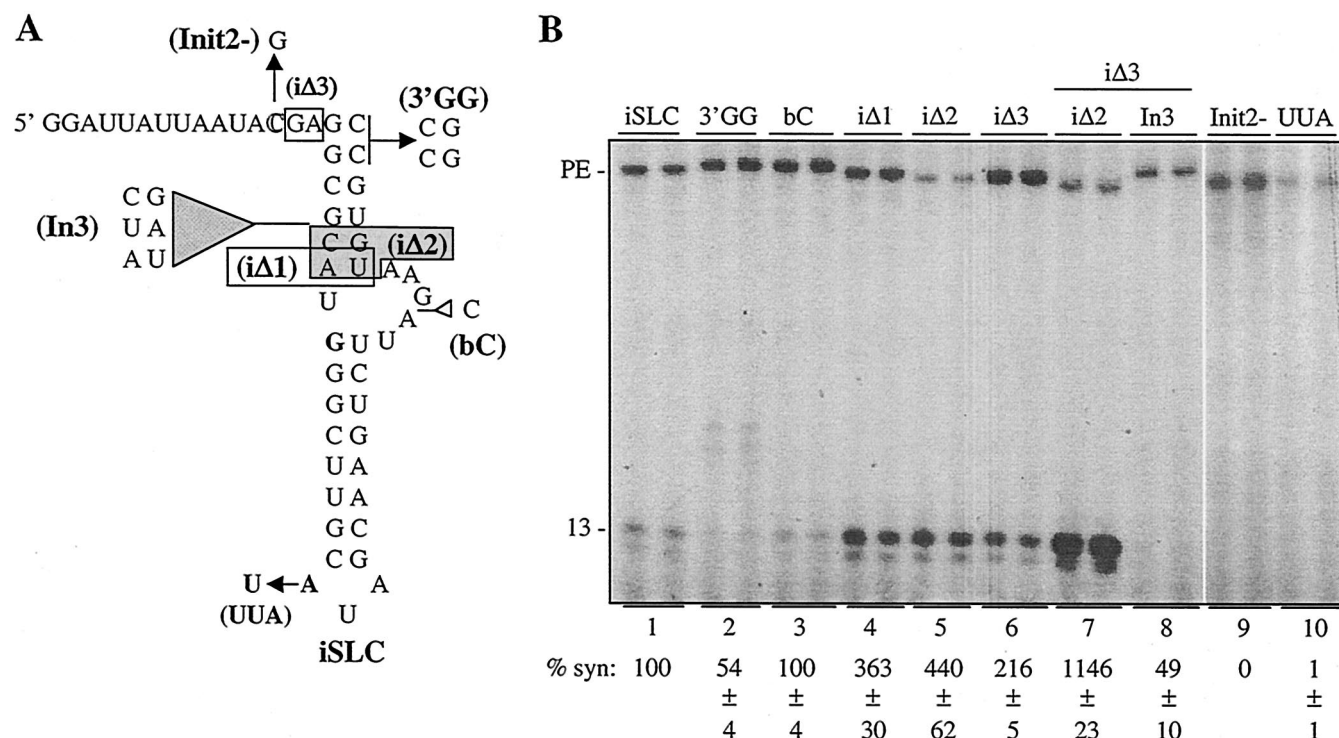 A
(Init2-) G
(iΔ3)
(3'GG)
5' GGAUUAUUAAUACGAG C
C G
G C
C G
C G
G U
C G
U A
A U
(In3)
C G
(iΔ2)
(iΔ1)
A U A A
U
G C
A
(bC)
G U U
G C
G U
C G
U A
U A
G C
C G
U A
A
(UUA)
U
iSLC
B
iΔ3
iSLC 3'GG bC iΔ1 iΔ2 iΔ3 iΔ2 In3 Init2- UUA
PE -
13 -
1 2 3 4 5 6 7 8 9 10
% syn: 100 54 100 363 440 216 1146 49 0 1
± ± ± ± ± ± ± ±
4 4 30 62 5 23 10 1